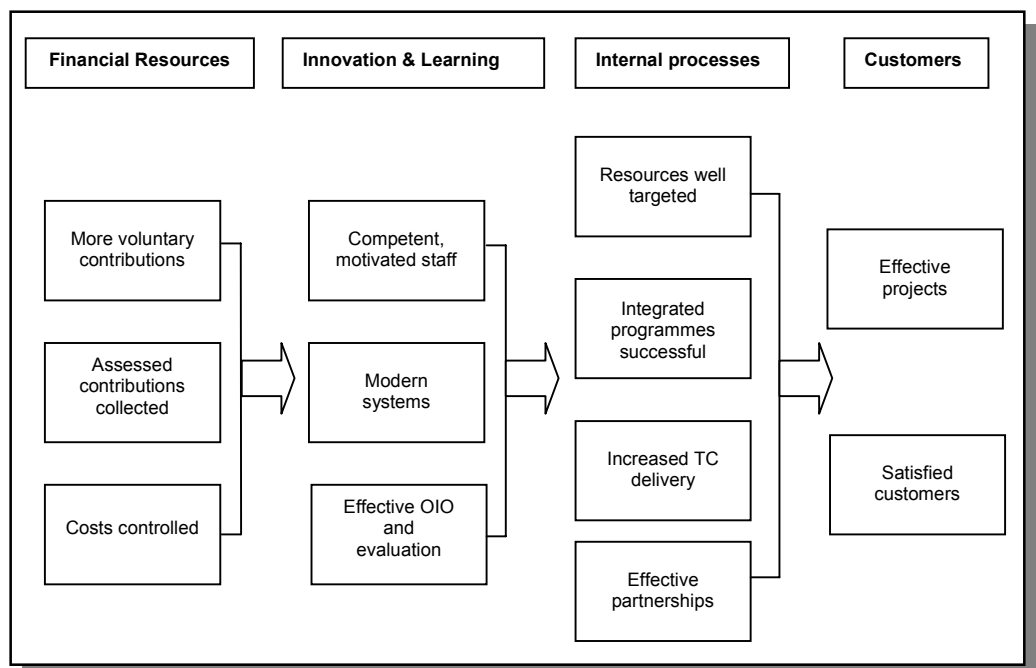 Financial Resources
Innovation & Learning
Internal processes
Customers
More voluntary
contributions
Assessed
contributions
collected
Costs controlled
Competent,
motivated staff
Modern
systems
Effective OIO
and
evaluation
Resources well
targeted
Integrated
programmes
successful
Increased TC
delivery
Effective
partnerships
Effective
projects
Satisfied
customers